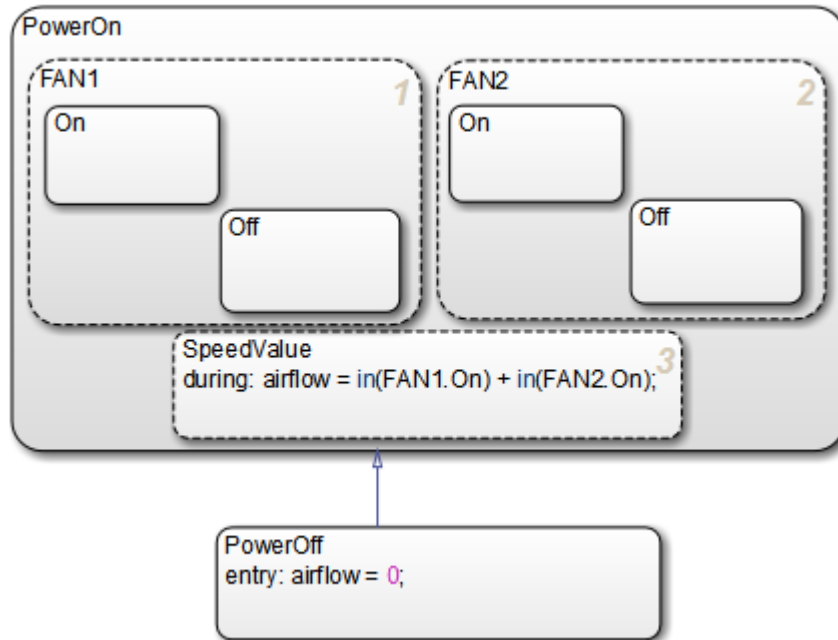 PowerOn
FAN1
1
On
Off
FAN2
2
On
Off
SpeedValue
3
during: airflow = in(FAN1.On) + in(FAN2.On);
PowerOff
entry: airflow = 0;